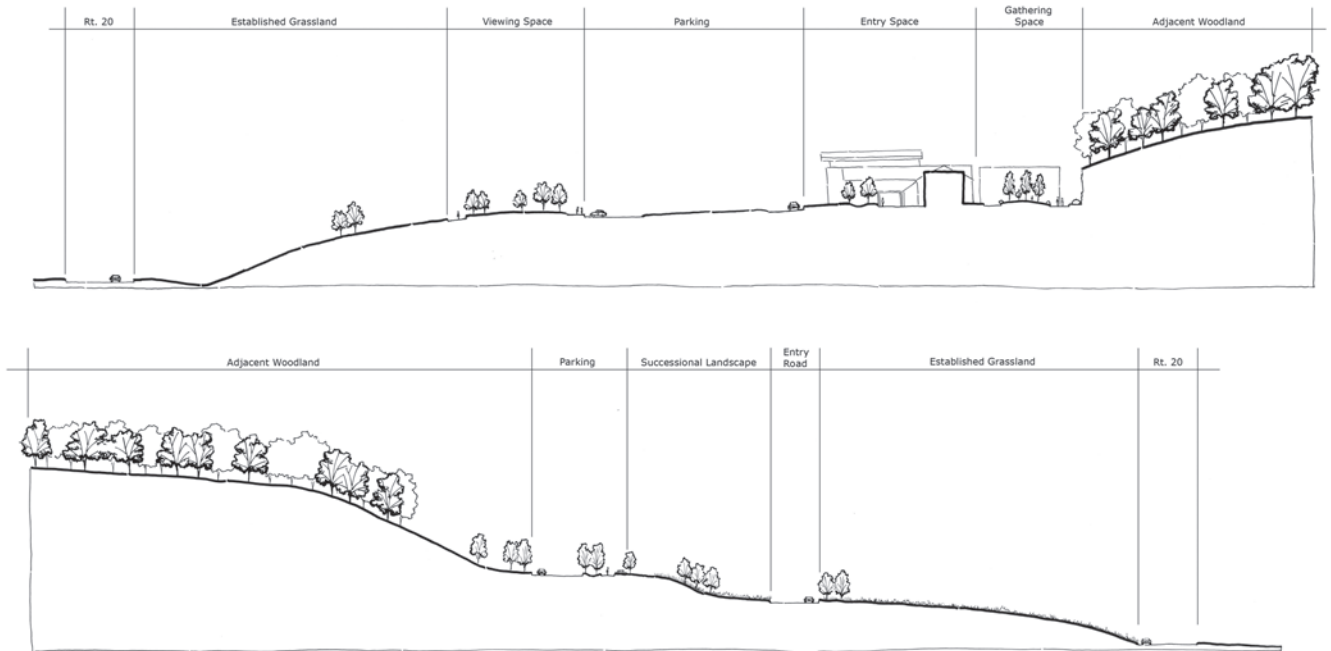 Rt. 20
Established Grassland
Viewing Space
Parking
Entry Space
Gathering
Space
Adjacent Woodland
Adjacent Woodland
Parking
Successional Landscape
Entry
Road
Established Grassland
Rt. 20